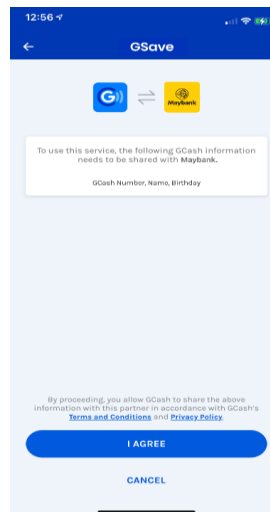 12:56
GSave
Maybank
To use this service, the following GCash information
needs to be shared with Maybank.
GCash Number, Name, Birthday
By proceeding, you allow GCash to share the above
information with this partner in accordance with GCash's
Terms and Conditions and Privacy Policy.
I AGREE
CANCEL